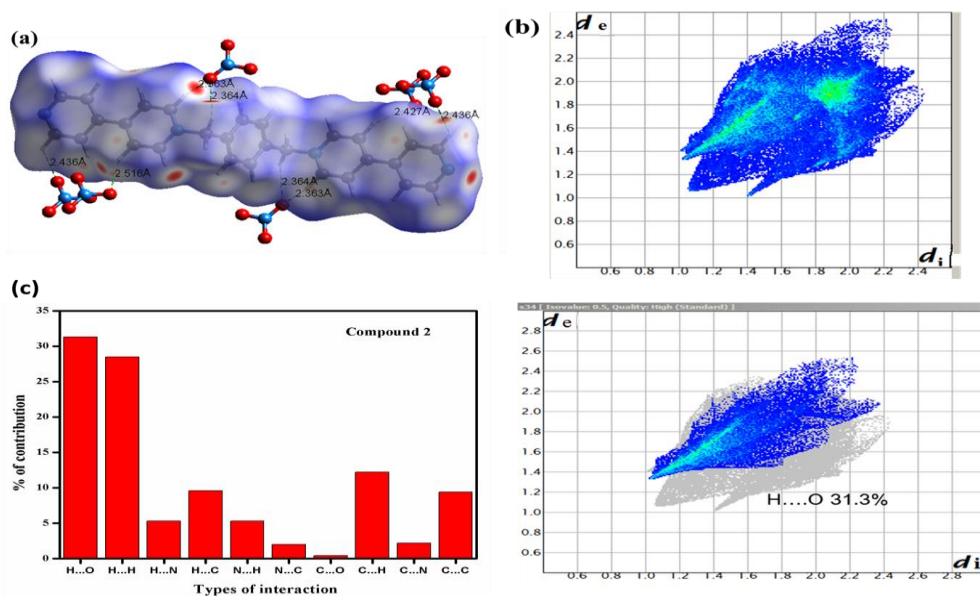 (a)
2.363Å
2.364Å
2.427Å
2.436Å
2.436Å
2.516Å
2.364Å
2.363Å
(b)
d e
2.4
2.2
2.0
1.8
1.6
1.4
1.2
1.0
0.8
0.6
d i
0.6 0.8 1.0 1.2 1.4 1.6 1.8 2.0 2.2 2.4
(c)
Compound 2
% of contribution
35
30
25
20
15
10
5
0
H...O H...H H...N H...C N...H N...C C...O C...H C...N C...C
Types of interaction
x34 [ Isovalue: 0.5, Quality: High (Standard) ]
d e
2.8
2.6
2.4
2.2
2.0
1.8
1.6
1.4
1.2
1.0
0.8
0.6
H....O 31.3%
d i
0.6 0.8 1.0 1.2 1.4 1.6 1.8 2.0 2.2 2.4 2.6 2.8